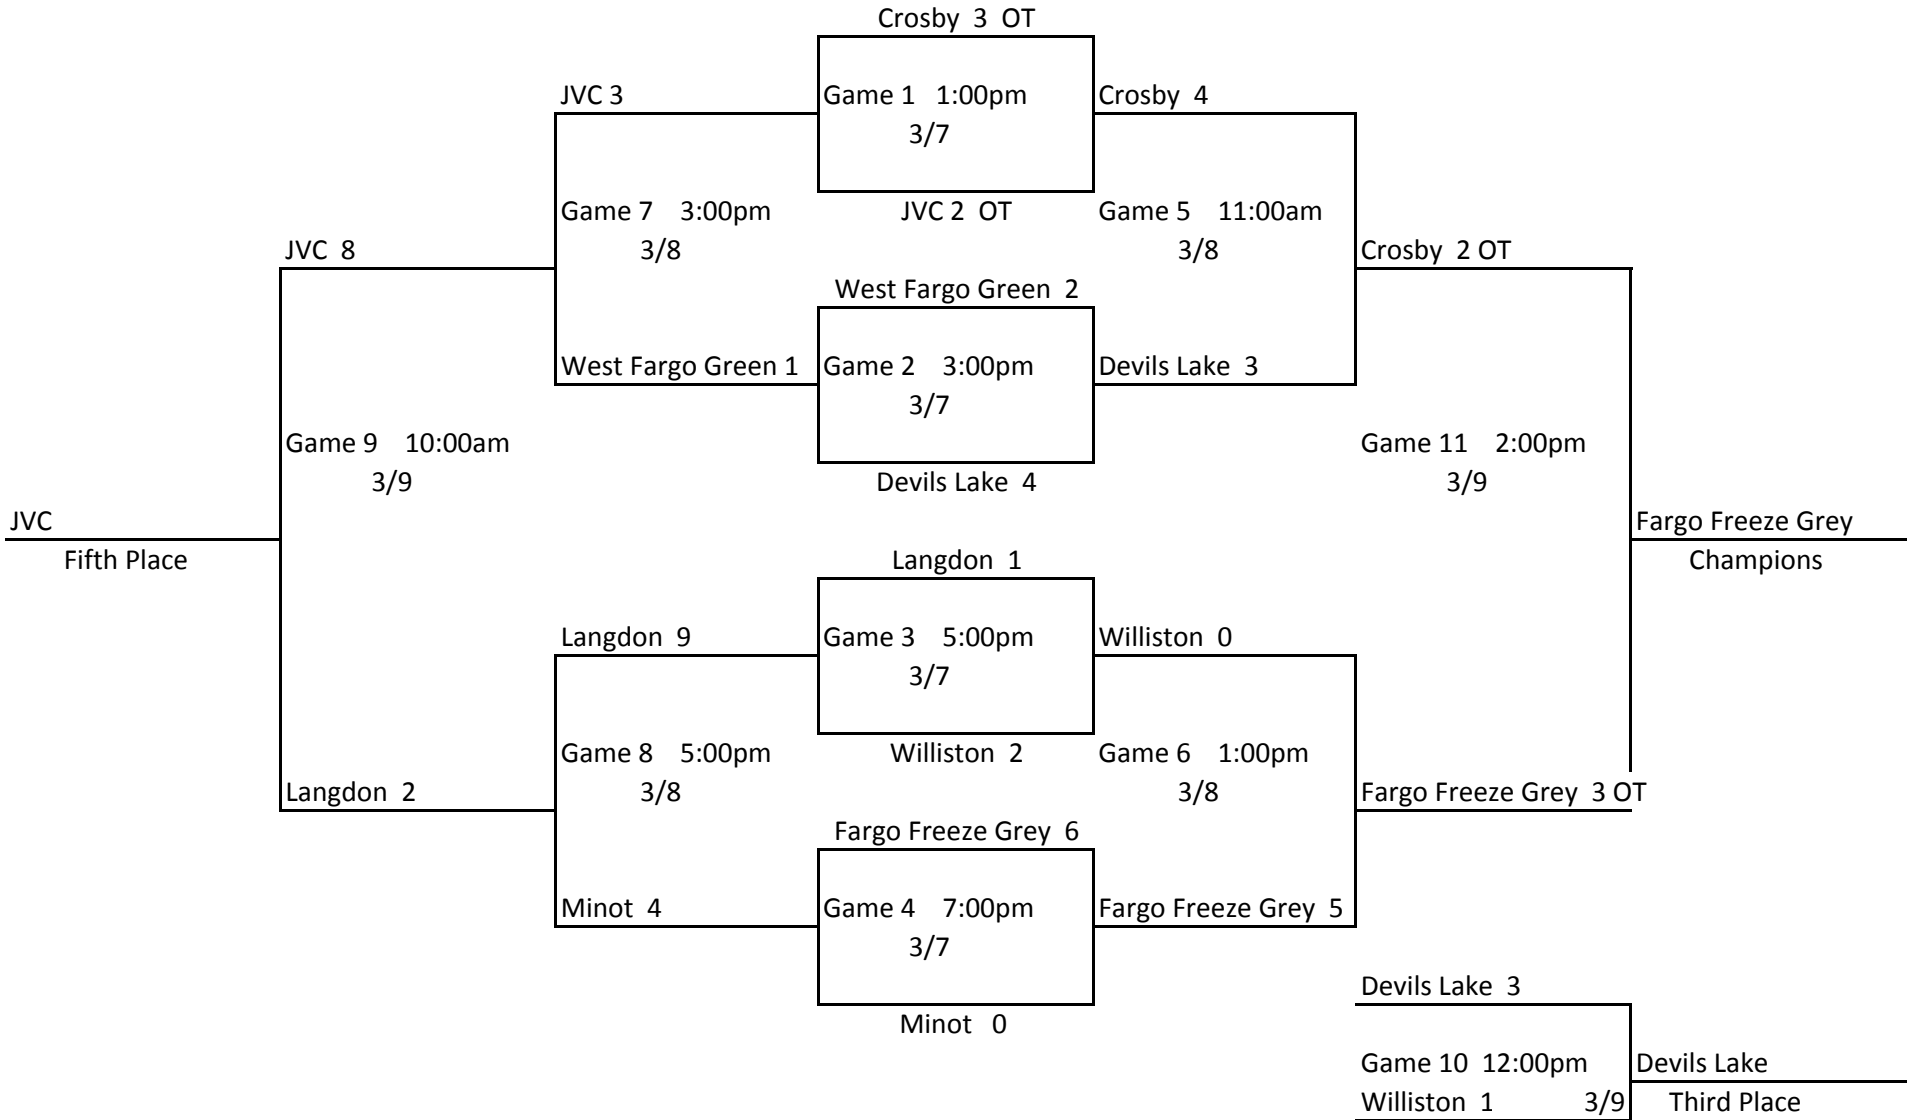 Crosby 3 OT
JVC 3
Game 1 1:00pm
Crosby 4
3/7
Game 7 3:00pm
JVC 2 OT
Game 5 11:00am
JVC 8
3/8
3/8
Crosby 2 OT
West Fargo Green 2
West Fargo Green 1
Game 2 3:00pm
Devils Lake 3
3/7
Game 9 10:00am
Game 11 2:00pm
3/9
Devils Lake 4
3/9
JVC
Fargo Freeze Grey
Fifth Place
Langdon 1
Champions
Langdon 9
Game 3 5:00pm
Williston 0
3/7
Game 8 5:00pm
Williston 2
Game 6 1:00pm
Langdon 2
3/8
3/8
Fargo Freeze Grey 3 OT
Fargo Freeze Grey 6
Minot 4
Game 4 7:00pm
Fargo Freeze Grey 5
3/7
Devils Lake 3
Minot 0
Game 10 12:00pm
Devils Lake
Williston 1 3/9
Third Place